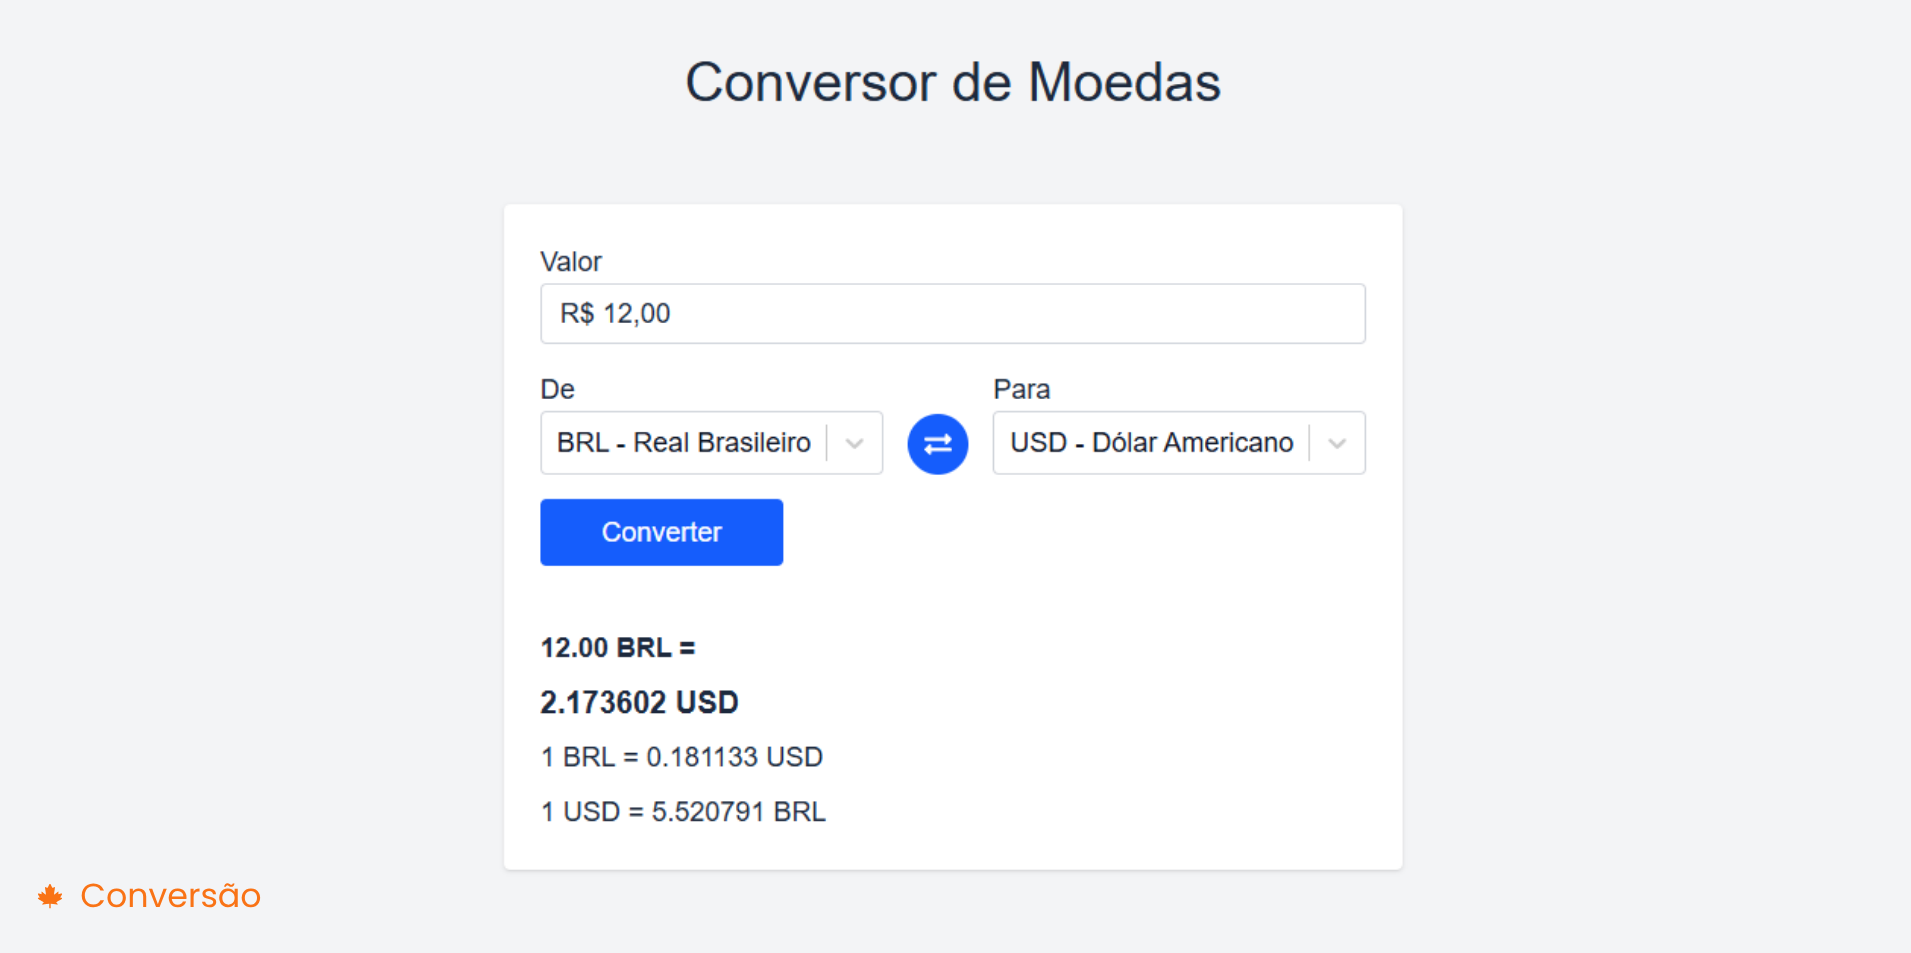 Conversor de Moedas
Valor
R$ 12,00
De
Para
BRL - Real Brasileiro
USD - Dólar Americano
Converter
12.00 BRL =
2.173602 USD
1 BRL = 0.181133 USD
1 USD = 5.520791 BRL
Conversão